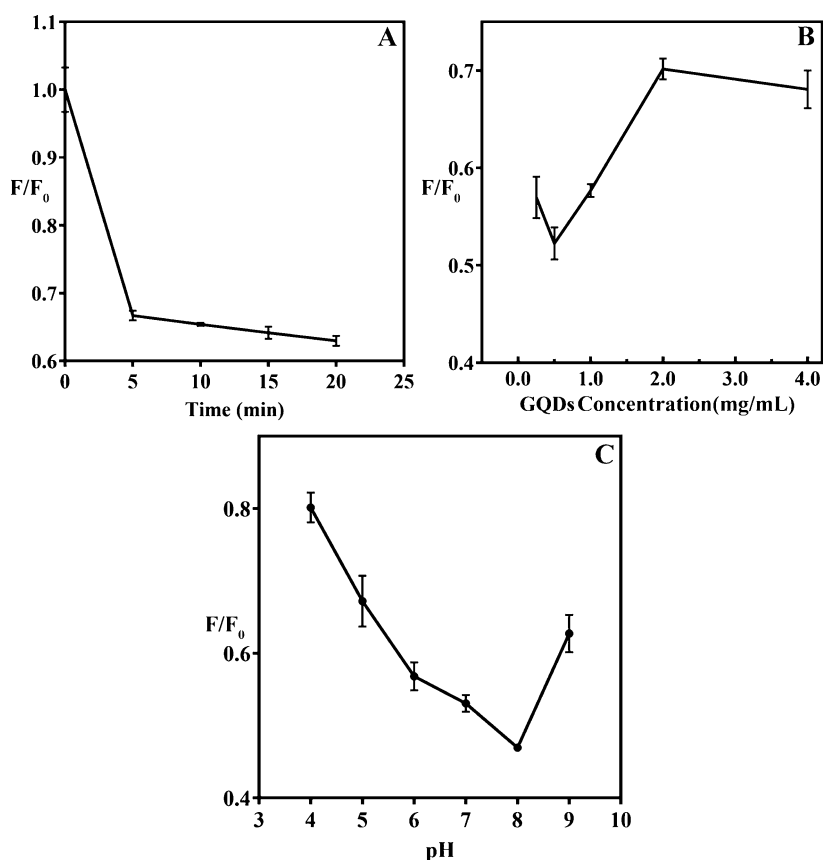 A
1.1
1.0
0.9
0.8
0.7
0.6
F/F₀
0 5 10 15 20 25
Time (min)
B
0.7
0.6
0.5
0.4
F/F₀
0.0 1.0 2.0 3.0 4.0
GQDs Concentration(mg/mL)
C
0.8
0.6
0.4
F/F₀
3 4 5 6 7 8 9 10
pH